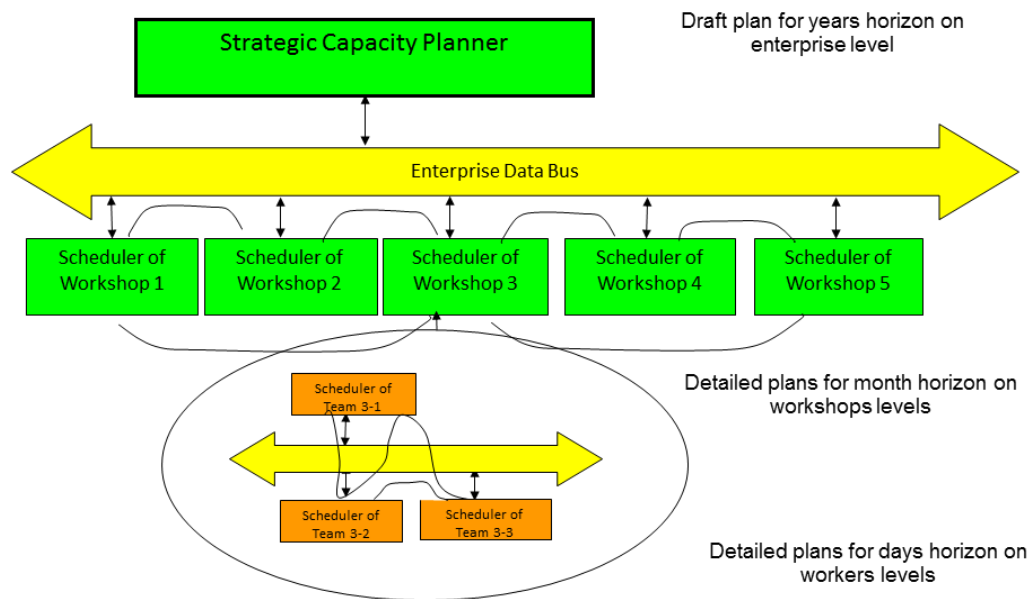 Strategic Capacity Planner
Draft plan for years horizon on
enterprise level
Enterprise Data Bus
Scheduler of
Workshop 1
Scheduler of
Workshop 2
Scheduler of
Workshop 3
Scheduler of
Workshop 4
Scheduler of
Workshop 5
Detailed plans for month horizon on
workshops levels
Scheduler of
Team 3-1
Scheduler of
Team 3-2
Scheduler of
Team 3-3
Detailed plans for days horizon on
workers levels